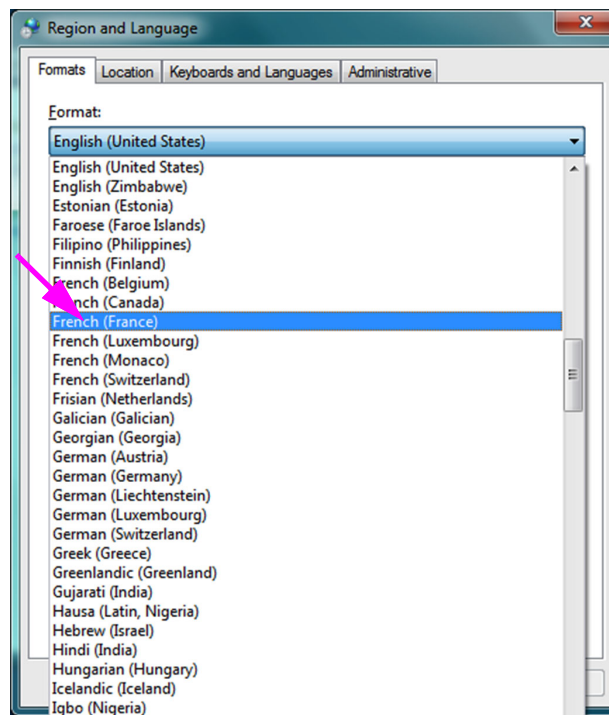 Region and Language
Formats Location Keyboards and Languages Administrative
Format:
English (United States)
English (United States)
English (Zimbabwe)
Estonian (Estonia)
Faroese (Faroe Islands)
Filipino (Philippines)
Finnish (Finland)
French (Belgium)
French (Canada)
French (France)
French (Luxembourg)
French (Monaco)
French (Switzerland)
Frisian (Netherlands)
Galician (Galician)
Georgian (Georgia)
German (Austria)
German (Germany)
German (Liechtenstein)
German (Luxembourg)
German (Switzerland)
Greek (Greece)
Greenlandic (Greenland)
Gujarati (India)
Hausa (Latin, Nigeria)
Hebrew (Israel)
Hindi (India)
Hungarian (Hungary)
Icelandic (Iceland)
Igbo (Nigeria)